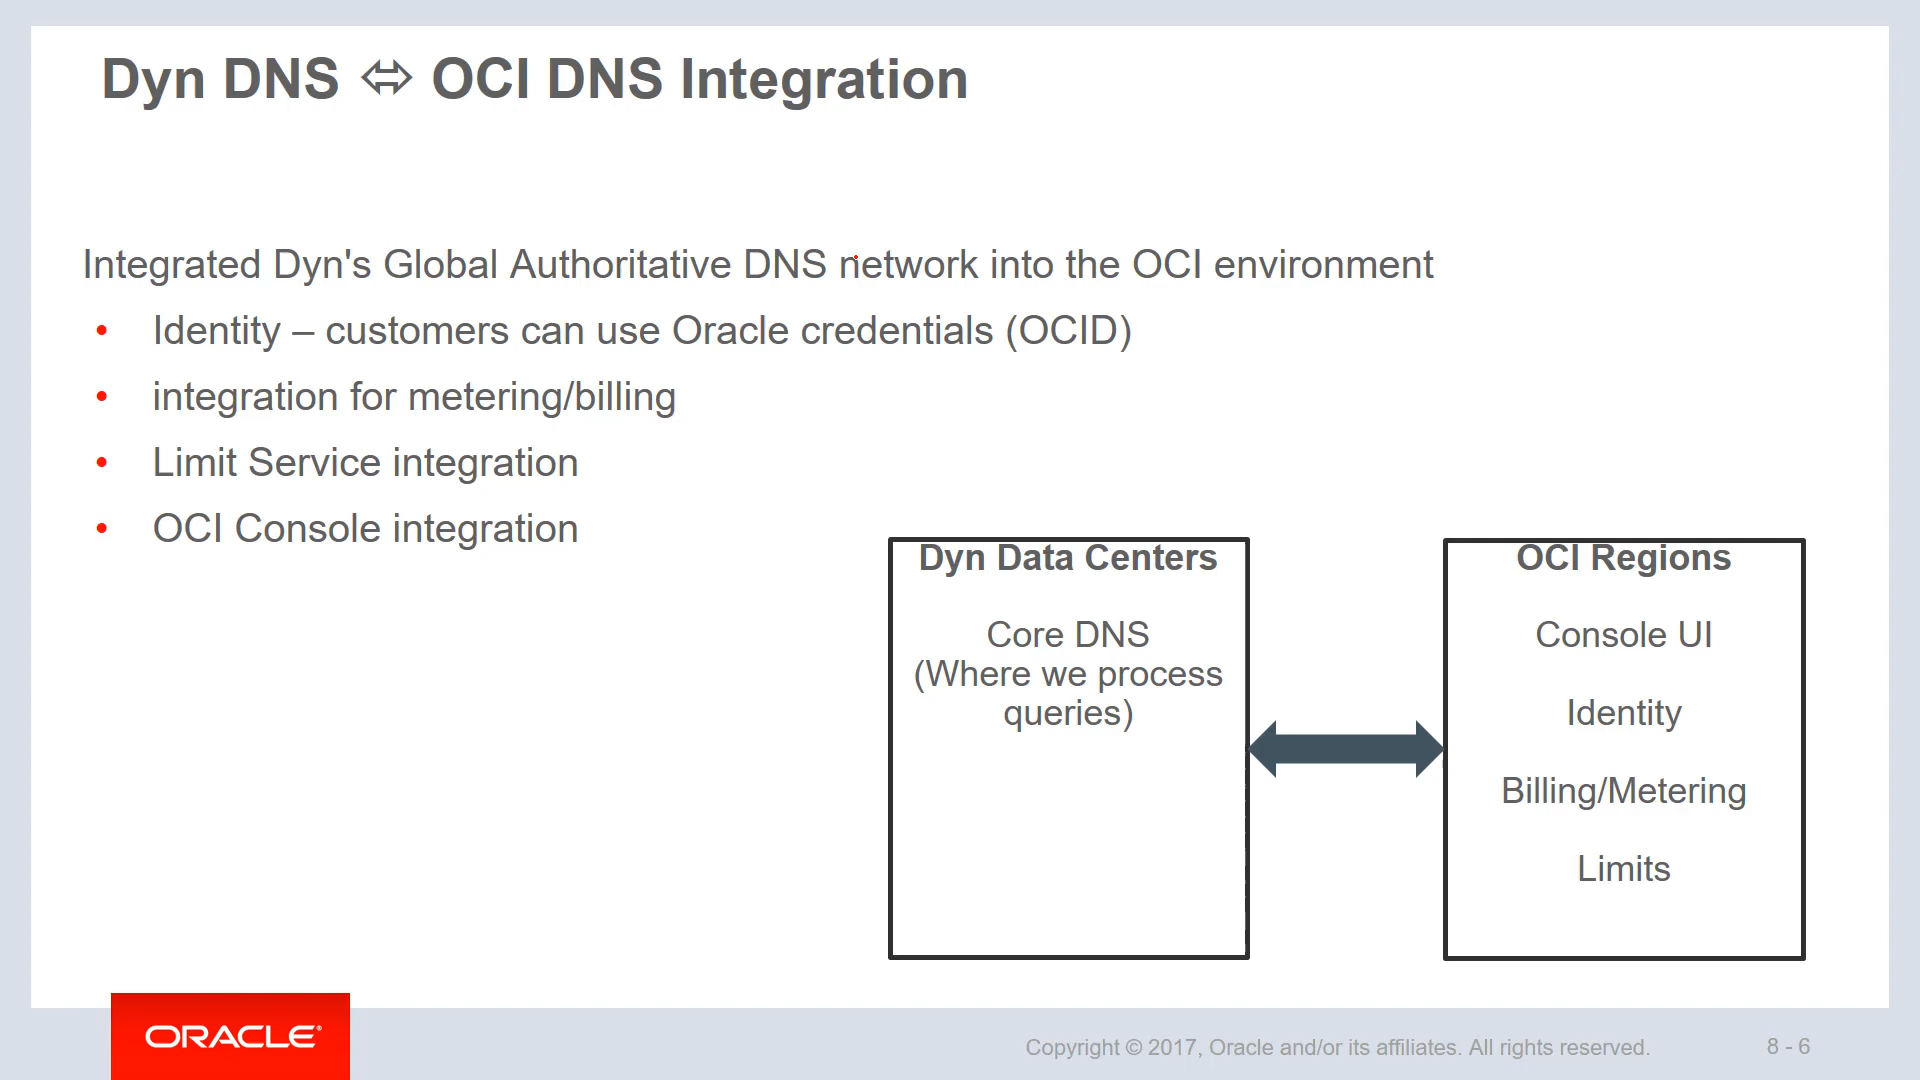 Dyn DNS ⬄ OCI DNS Integration
Integrated Dyn's Global Authoritative DNS network into the OCI environment
• Identity – customers can use Oracle credentials (OCID)
• integration for metering/billing
• Limit Service integration
• OCI Console integration
Dyn Data Centers
Core DNS
(Where we process
queries)
OCI Regions
Console UI
Identity
Billing/Metering
Limits
ORACLE®
Copyright © 2017, Oracle and/or its affiliates. All rights reserved.
8 - 6